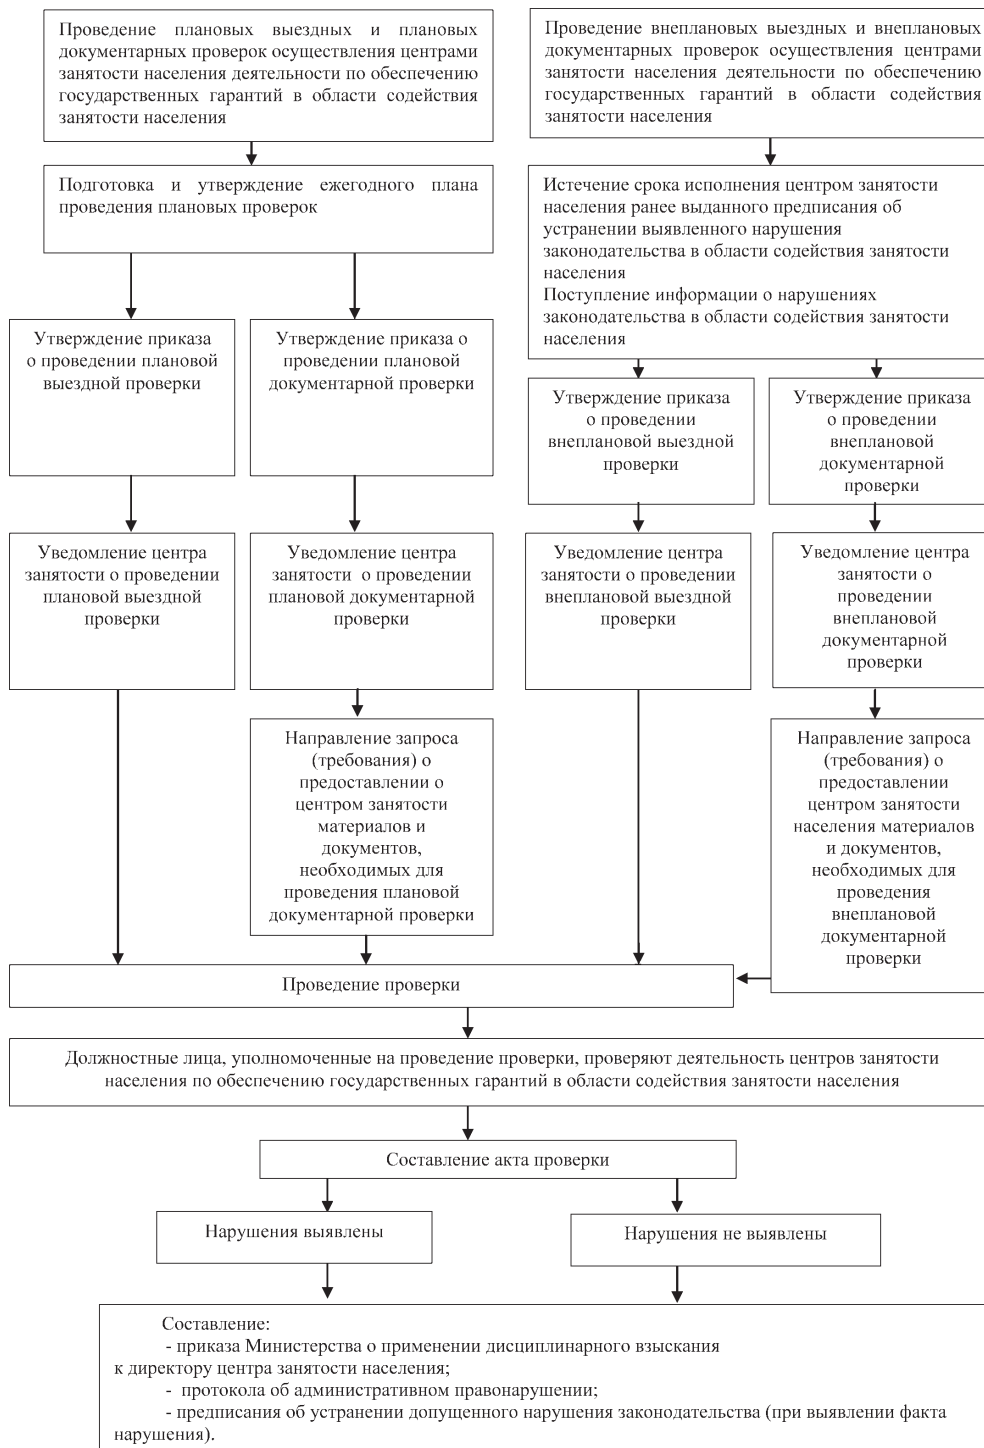 Проведение плановых выездных и плановых
документарных проверок осуществления центрами
занятости населения деятельности по обеспечению
государственных гарантий в области содействия
занятости населения
Проведение внеплановых выездных и внеплановых
документарных проверок осуществления центрами
занятости населения деятельности по обеспечению
государственных гарантий в области содействия
занятости населения
Подготовка и утверждение ежегодного плана
проведения плановых проверок
Истечение срока исполнения центром занятости
населения ранее выданного предписания об
устранении выявленного нарушения
законодательства в области содействия занятости
населения
Поступление информации о нарушениях
законодательства в области содействия занятости
населения
Утверждение приказа
о проведении плановой
выездной проверки
Утверждение приказа о
проведении плановой
документарной проверки
Утверждение приказа
о проведении
внеплановой выездной
проверки
Утверждение приказа
о проведении
внеплановой
документарной
проверки
Уведомление центра
занятости о проведении
плановой выездной
проверки
Уведомление центра
занятости о проведении
плановой документарной
проверки
Уведомление центра
занятости о проведении
внеплановой выездной
проверки
Уведомление центра
занятости о
проведении
внеплановой
документарной
проверки
Направление запроса
(требования) о
предоставлении о
центром занятости
материалов и
документов,
необходимых для
проведения плановой
документарной проверки
Направление запроса
(требования) о
предоставлении
центром занятости
населения материалов
и документов,
необходимых для
проведения
внеплановой
документарной
проверки
Проведение проверки
Должностные лица, уполномоченные на проведение проверки, проверяют деятельность центров занятости
населения по обеспечению государственных гарантий в области содействия занятости населения
Составление акта проверки
Нарушения выявлены
Нарушения не выявлены
Составление:
- приказа Министерства о применении дисциплинарного взыскания
к директору центра занятости населения;
- протокола об административном правонарушении;
- предписания об устранении допущенного нарушения законодательства (при выявлении факта
нарушения).